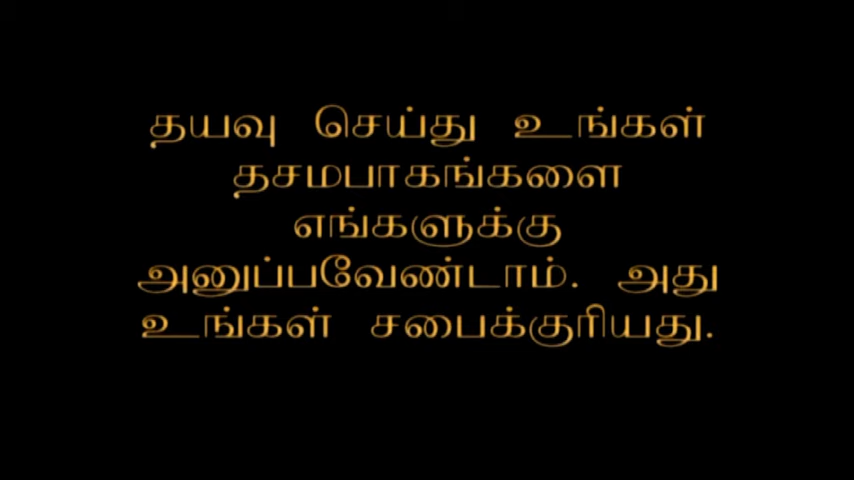 தயவு செய்து உங்கள்
தசமபாகங்களை
எங்களுக்கு
அனுப்பவேண்டாம். அது
உங்கள் சபைக்குரியது.